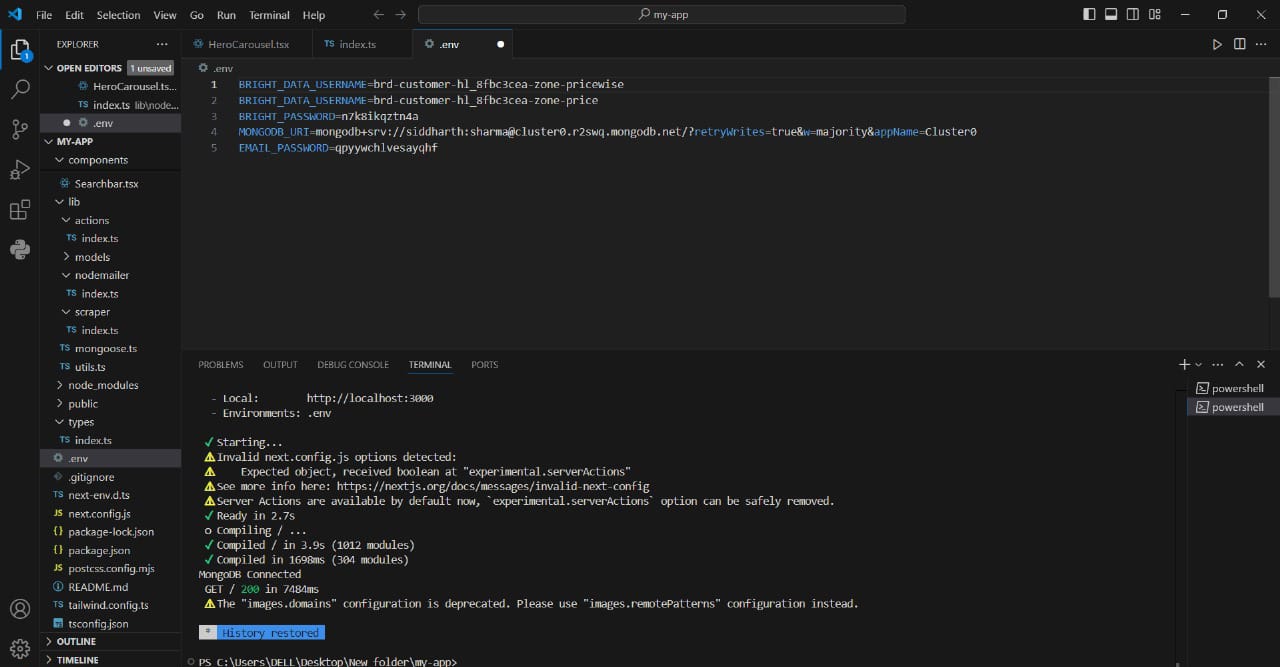 File Edit Selection View Go Run Terminal Help my-app
EXPLORER
HeroCarousel.tsx index.ts .env
OPEN EDITORS 1 unsaved
HeroCarousel.ts...
index.ts lib\node...
.env
MY-APP
components
Searchbar.tsx
lib
actions
index.ts
models
nodemailer
index.ts
scraper
index.ts
mongoose.ts
utils.ts
node_modules
public
types
index.ts
.env
.gitignore
next-env.d.ts
next.config.js
package-lock.json
package.json
postcss.config.mjs
README.md
tailwind.config.ts
tsconfig.json
OUTLINE
TIMELINE
.env
1 BRIGHT_DATA_USERNAME=brd-customer-hl_8fbc3cea-zone-pricewise
2 BRIGHT_DATA_USERNAME=brd-customer-hl_8fbc3cea-zone-price
3 BRIGHT_PASSWORD=n7k8ikqztn4a
4 MONGODB_URI=mongodb+srv://siddharth:sharma@cluster0.r2swq.mongodb.net/?retryWrites=true&w=majority&appName=Cluster0
5 EMAIL_PASSWORD=qpyywchlvesayqhf
PROBLEMS OUTPUT DEBUG CONSOLE TERMINAL PORTS
powershell
powershell
- Local: http://localhost:3000
- Environments: .env
✓ Starting...
⚠ Invalid next.config.js options detected:
⚠ Expected object, received boolean at "experimental.serverActions"
⚠ See more info here: https://nextjs.org/docs/messages/invalid-next-config
⚠ Server Actions are available by default now, `experimental.serverActions` option can be safely removed.
✓ Ready in 2.7s
○ Compiling / ...
✓ Compiled / in 3.9s (1012 modules)
✓ Compiled in 1698ms (304 modules)
MongoDB Connected
GET / 200 in 7484ms
⚠ The "images.domains" configuration is deprecated. Please use "images.remotePatterns" configuration instead.
* History restored
PS C:\Users\DELL\Desktop\New folder\my-app>